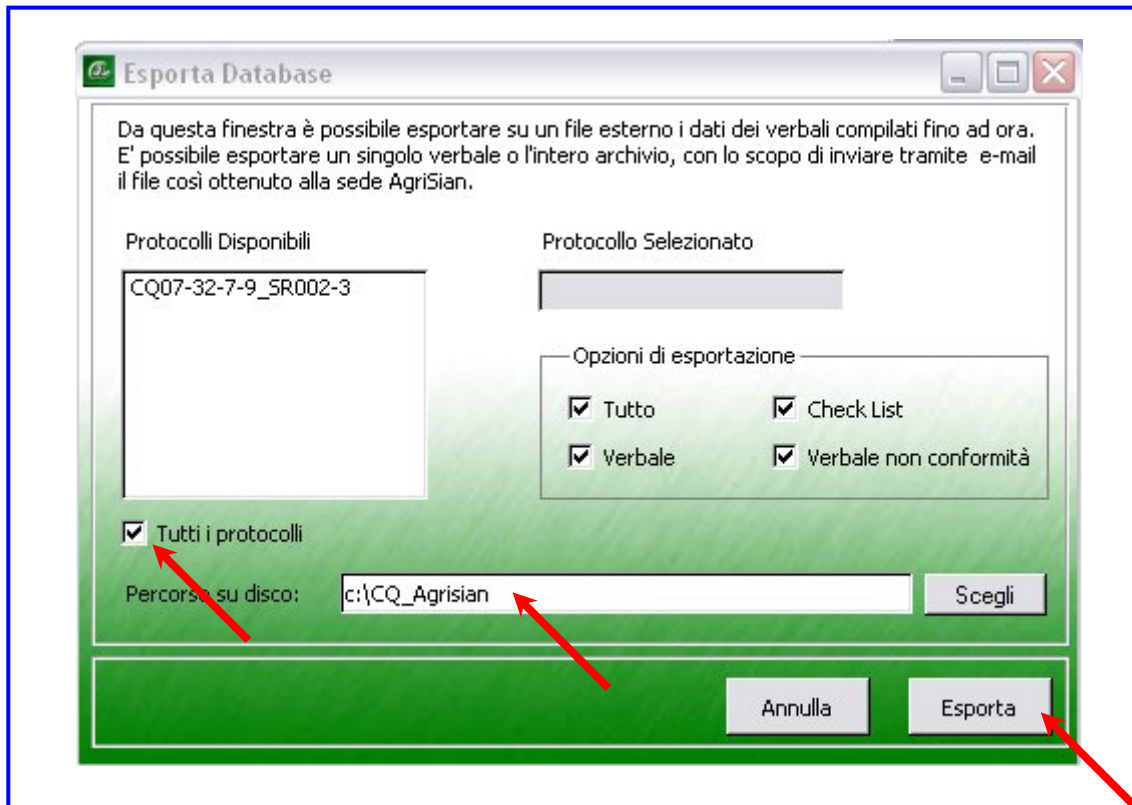 Esporta Database
Da questa finestra è possibile esportare su un file esterno i dati dei verbali compilati fino ad ora.
E' possibile esportare un singolo verbale o l'intero archivio, con lo scopo di inviare tramite e-mail
il file così ottenuto alla sede AgriSian.
Protocolli Disponibili
Protocollo Selezionato
CQ07-32-7-9_SR002-3
Opzioni di esportazione
Tutto
Check List
Verbale
Verbale non conformità
Tutti i protocolli
Percorso su disco:
c:\CQ_Agrisian
Scegli
Annulla
Esporta